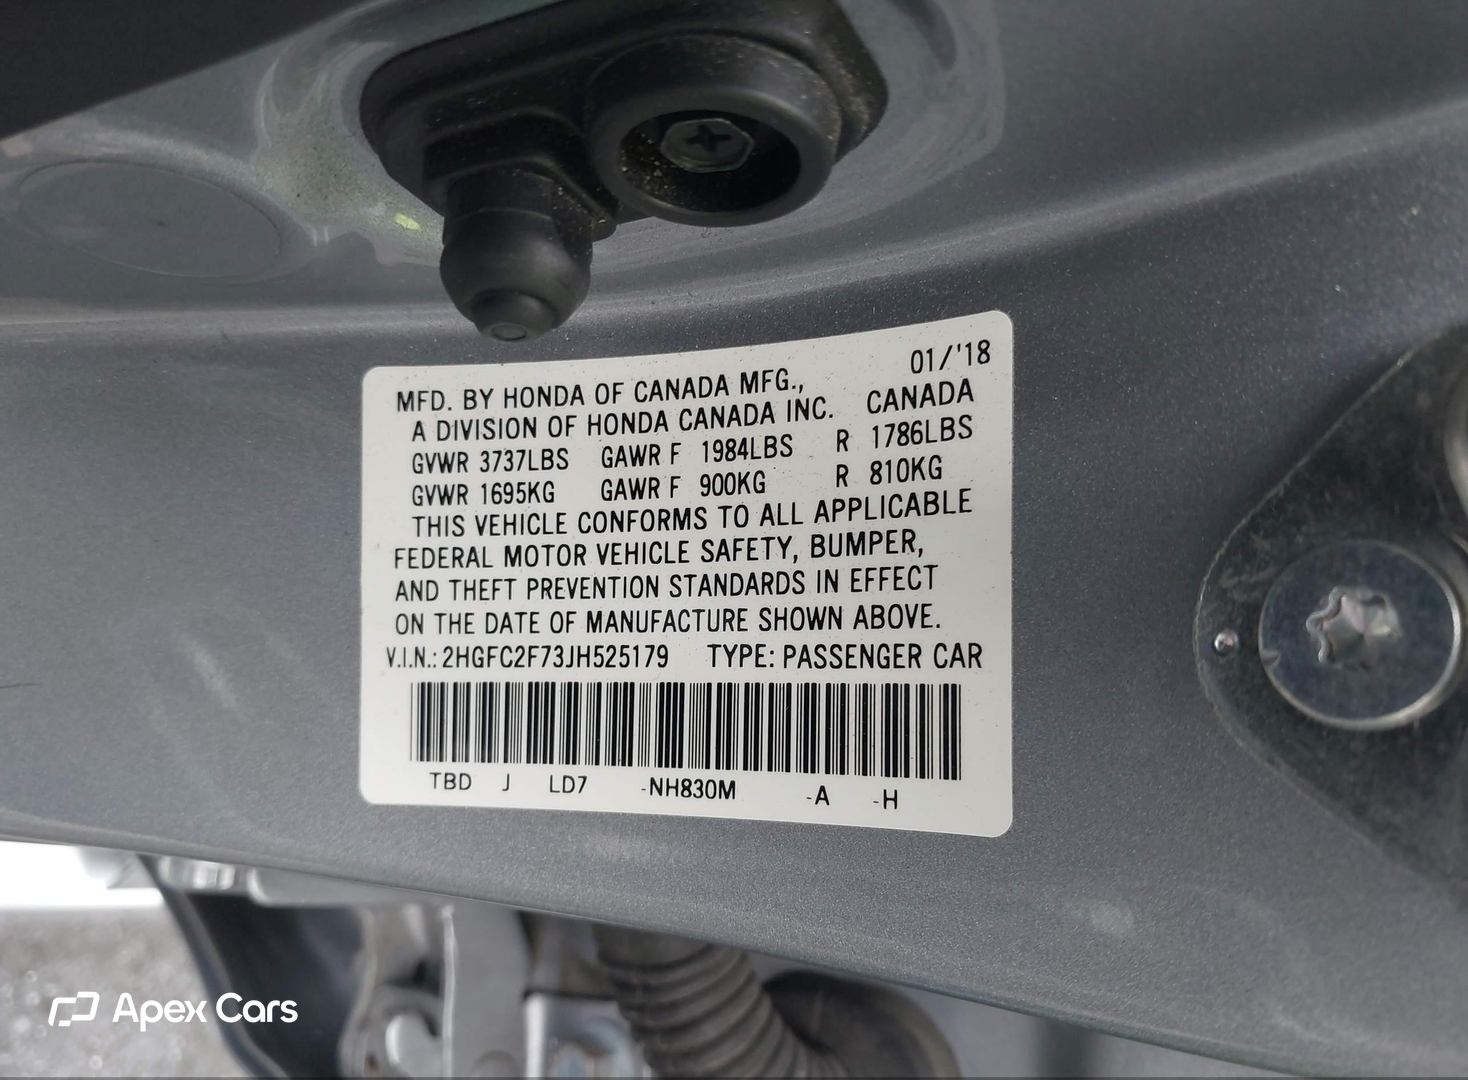 01/'18
MFD. BY HONDA OF CANADA MFG.,
A DIVISION OF HONDA CANADA INC. CANADA
GVWR 3737LBS GAWR F 1984LBS R 1786LBS
GVWR 1695KG GAWR F 900KG R 810KG
THIS VEHICLE CONFORMS TO ALL APPLICABLE
FEDERAL MOTOR VEHICLE SAFETY, BUMPER,
AND THEFT PREVENTION STANDARDS IN EFFECT
ON THE DATE OF MANUFACTURE SHOWN ABOVE.
V.I.N.: 2HGFC2F73JH525179 TYPE: PASSENGER CAR
TBD J LD7 -NH830M -A -H
Apex Cars